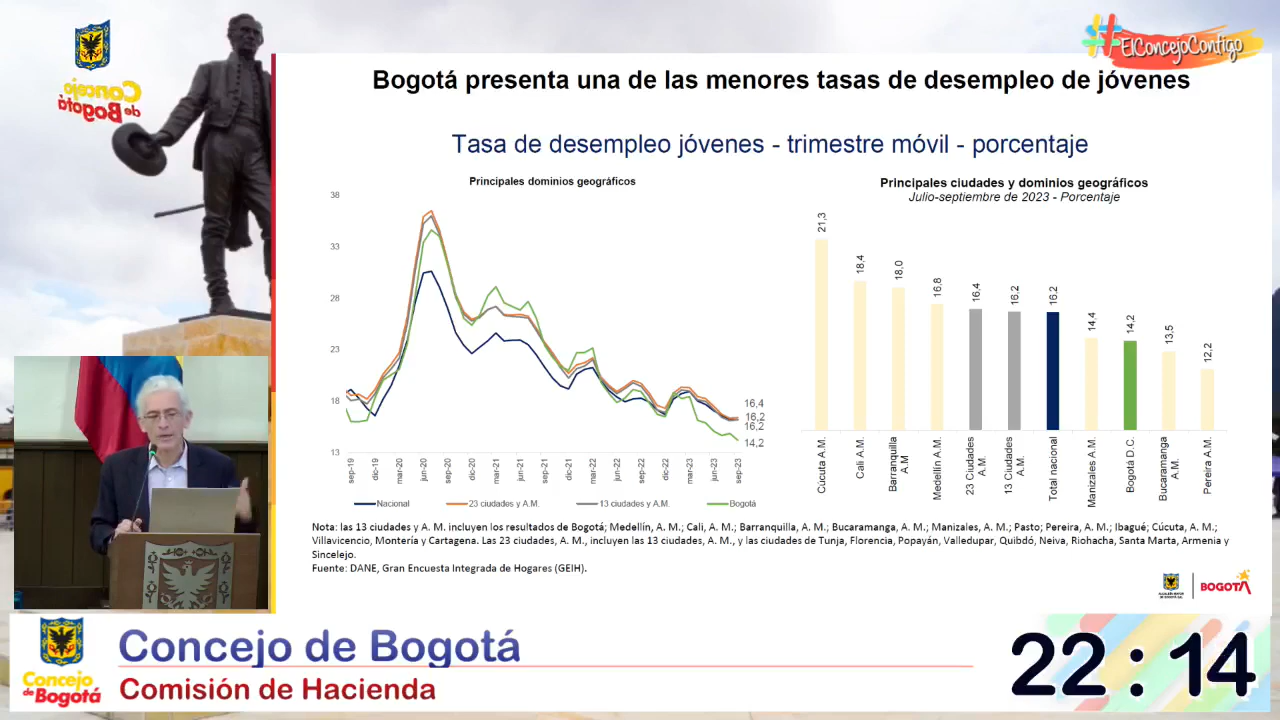 Concejo
de Bogotá
#ElConcejoContigo
Bogotá presenta una de las menores tasas de desempleo de jóvenes
Tasa de desempleo jóvenes - trimestre móvil - porcentaje
Principales dominios geográficos
38
33
28
23
18
13
16,4
16,2
16,2
14,2
sep-19
dic-19
mar-20
jun-20
sep-20
dic-20
mar-21
jun-21
sep-21
dic-21
mar-22
jun-22
sep-22
dic-22
mar-23
jun-23
sep-23
Nacional
23 ciudades y A.M.
13 ciudades y A.M.
Bogotá
Principales ciudades y dominios geográficos
Julio-septiembre de 2023 - Porcentaje
21,3
18,4
18,0
16,8
16,4
16,2
16,2
14,4
14,2
13,5
12,2
Cúcuta A.M.
Cali A.M.
Barranquilla
A.M
Medellín A.M.
23 Ciudades
A.M.
13 Ciudades
A.M.
Total nacional
Manizales A.M.
Bogotá D.C.
Bucaramanga
A.M.
Pereira A.M.
Nota: las 13 ciudades y A. M. incluyen los resultados de Bogotá; Medellín, A. M.; Cali, A. M.; Barranquilla, A. M.; Bucaramanga, A. M.; Manizales, A. M.; Pasto; Pereira, A. M.; Ibagué; Cúcuta, A. M.;
Villavicencio, Montería y Cartagena. Las 23 ciudades, A. M., incluyen las 13 ciudades, A. M., y las ciudades de Tunja, Florencia, Popayán, Valledupar, Quibdó, Neiva, Riohacha, Santa Marta, Armenia y
Sincelejo.
Fuente: DANE, Gran Encuesta Integrada de Hogares (GEIH).
ALCALDÍA MAYOR
DE BOGOTÁ D.C.
BOGOTÁ
Concejo
de Bogotá
Concejo de Bogotá
Comisión de Hacienda
22:14